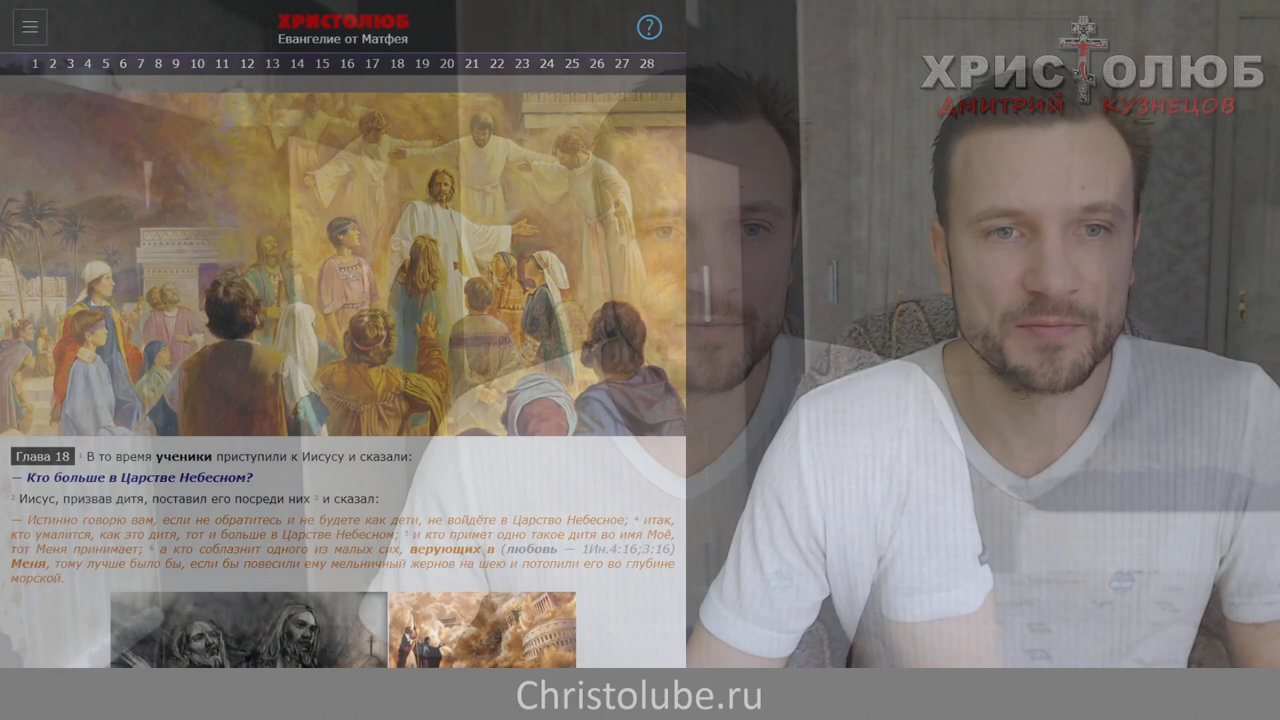 ХРИСТОЛЮБ
Евангелие от Матфея
?
1 2 3 4 5 6 7 8 9 10 11 12 13 14 15 16 17 18 19 20 21 22 23 24 25 26 27 28
ХРИСТОЛЮБ
ДМИТРИЙ КУЗНЕЦОВ
Глава 18 1 В то время ученики приступили к Иисусу и сказали:
— Кто больше в Царстве Небесном?
2 Иисус, призвав дитя, поставил его посреди них 3 и сказал:
— Истинно говорю вам, если не обратитесь и не будете как дети, не войдёте в Царство Небесное; 4 итак,
кто умалится, как это дитя, тот и больше в Царстве Небесном; 5 и кто примет одно такое дитя во имя Моё,
тот Меня принимает; 6 а кто соблазнит одного из малых сих, верующих в (любовь — 1Ин.4:16;3:16)
Меня, тому лучше было бы, если бы повесили ему мельничный жернов на шею и потопили его во глубине
морской.
Christolube.ru